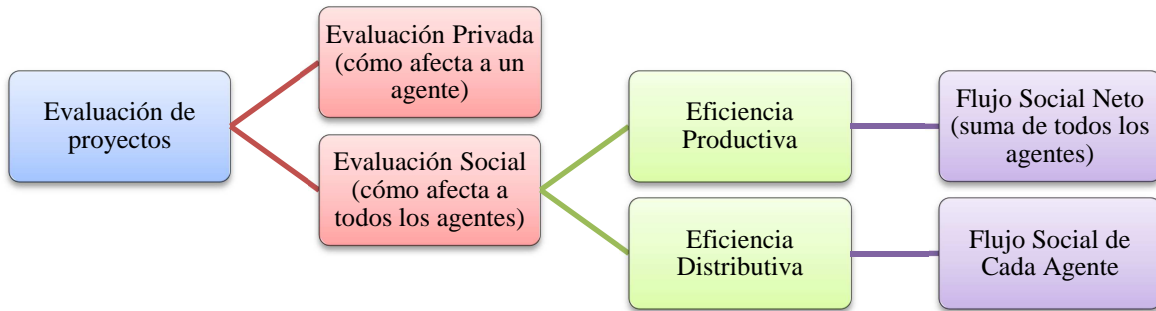 Evaluación de
proyectos
Evaluación Privada
(cómo afecta a un
agente)
Evaluación Social
(cómo afecta a
todos los agentes)
Eficiencia
Productiva
Flujo Social Neto
(suma de todos los
agentes)
Eficiencia
Distributiva
Flujo Social de
Cada Agente